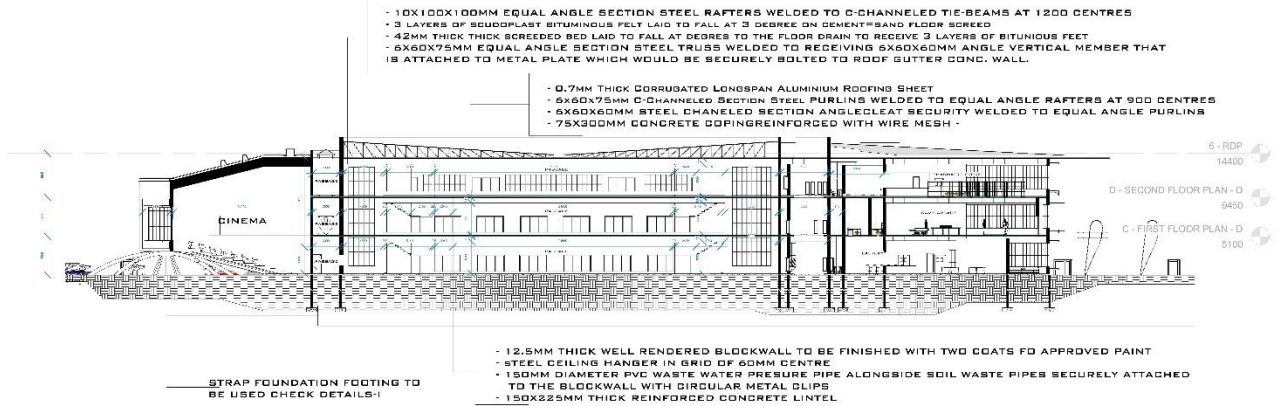 - 10X100X100MM EQUAL ANGLE SECTION STEEL RAFTERS WELDED TO C-CHANNELED TIE-BEAMS AT 1200 CENTRES
- 3 LAYERS OF SCUDOPLAST BITUMINOUS FELT LAID TO FALL AT 3 DEGREE ON CEMENT=SAND FLOOR SCREED
- 42MM THICK THICK SCREEDED BED LAID TO FALL AT DEGRES TO THE FLOOR DRAIN TO RECEIVE 3 LAYERS OF BITUNIOUS FEET
- 6X60X75MM EQUAL ANGLE SECTION STEEL TRUSS WELDED TO RECEIVING 6X60X60MM ANGLE VERTICAL MEMBER THAT
IS ATTACHED TO METAL PLATE WHICH WOULD BE SECURELY BOLTED TO ROOF GUTTER CONC. WALL.
- 0.7MM THICK CORRUGATED LONGSPAN ALUMINIUM ROOFING SHEET
- 6X60X75MM C-CHANNELED SECTION STEEL PURLINS WELDED TO EQUAL ANGLE RAFTERS AT 900 CENTRES
- 6X60X60MM STEEL CHANELED SECTION ANGLECLEAT SECURITY WELDED TO EQUAL ANGLE PURLINS
- 75X300MM CONCRETE COPINGREINFORCED WITH WIRE MESH -
6 - RDP
14400
PASSAGE
D - SECOND FLOOR PLAN - D
9450
CINEMA
C - FIRST FLOOR PLAN - D
5100
- 12.5MM THICK WELL RENDERED BLOCKWALL TO BE FINISHED WITH TWO COATS FO APPROVED PAINT
- STEEL CEILING HANGER IN GRID OF 60MM CENTRE
- 150MM DIAMETER PVC WASTE WATER PRESURE PIPE ALONGSIDE SOIL WASTE PIPES SECURELY ATTACHED
TO THE BLOCKWALL WITH CIRCULAR METAL CLIPS
- 150X225MM THICK REINFORCED CONCRETE LINTEL
STRAP FOUNDATION FOOTING TO
BE USED CHECK DETAILS-I